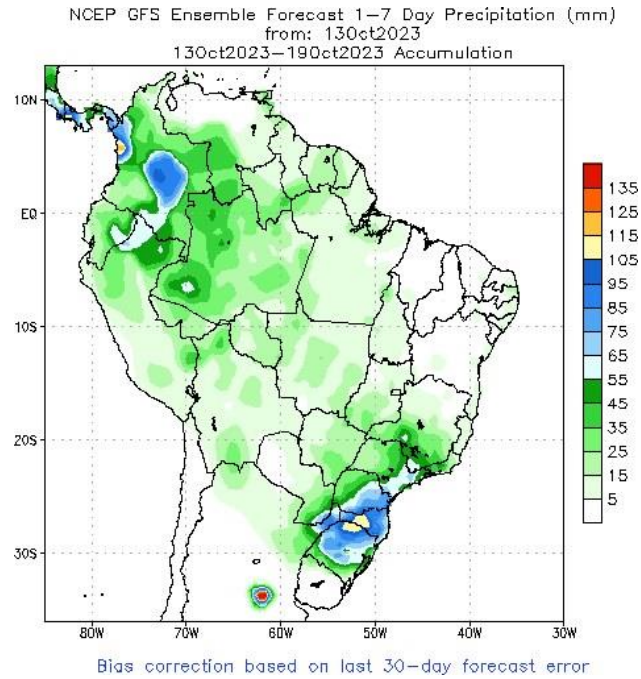 NCEP GFS Ensemble Forecast 1-7 Day Precipitation (mm)
from: 13Oct2023
13Oct2023-19Oct2023 Accumulation
10N
EQ
10S
20S
30S
80W 70W 60W 50W 40W 30W
135
125
115
105
95
85
75
65
55
45
35
25
15
5
Bias correction based on last 30-day forecast error